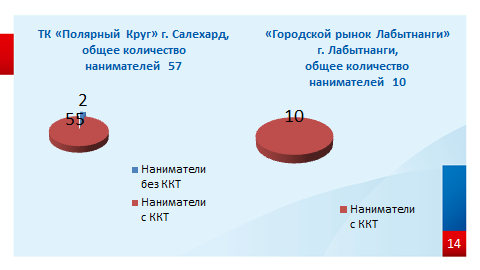 ТК «Полярный Круг» г. Салехард,
общее количество
нанимателей 57
2
55
Наниматели
без ККТ
Наниматели
с ККТ
«Городской рынок Лабытнанги»
г. Лабытнанги,
общее количество
нанимателей 10
10
Наниматели
с ККТ
14